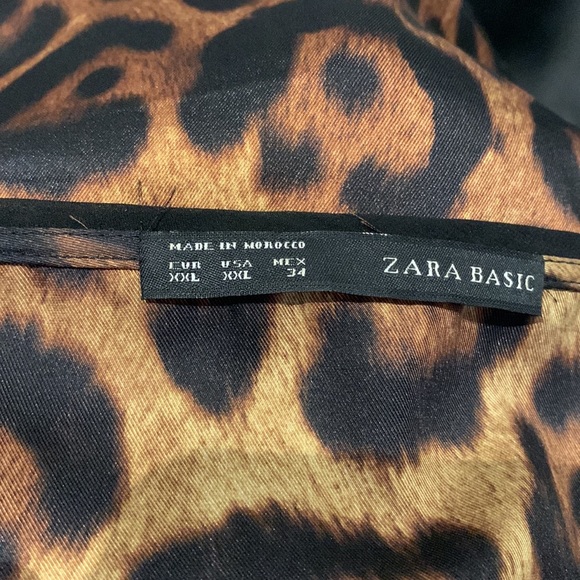 MADE IN MOROCCO
EUR USA MEX
XXL XXL 34
ZARA BASIC